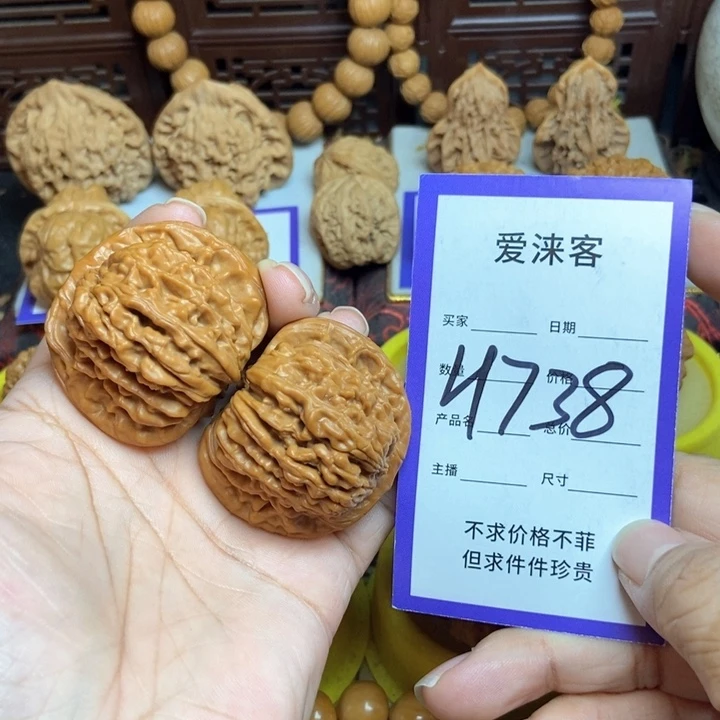 爱涞客
买家 日期
数量 价格
4738
产品名 总价
主播 尺寸
不求价格不菲
但求件件珍贵